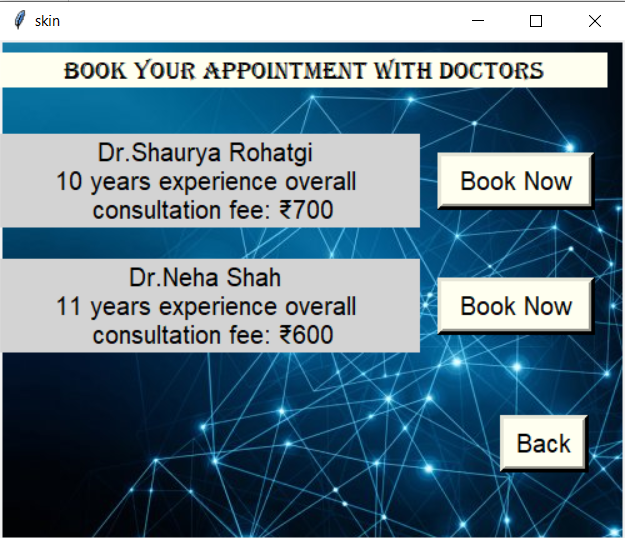 skin
BOOK YOUR APPOINTMENT WITH DOCTORS
Dr.Shaurya Rohatgi
10 years experience overall
consultation fee: ₹700
Book Now
Dr.Neha Shah
11 years experience overall
consultation fee: ₹600
Book Now
Back